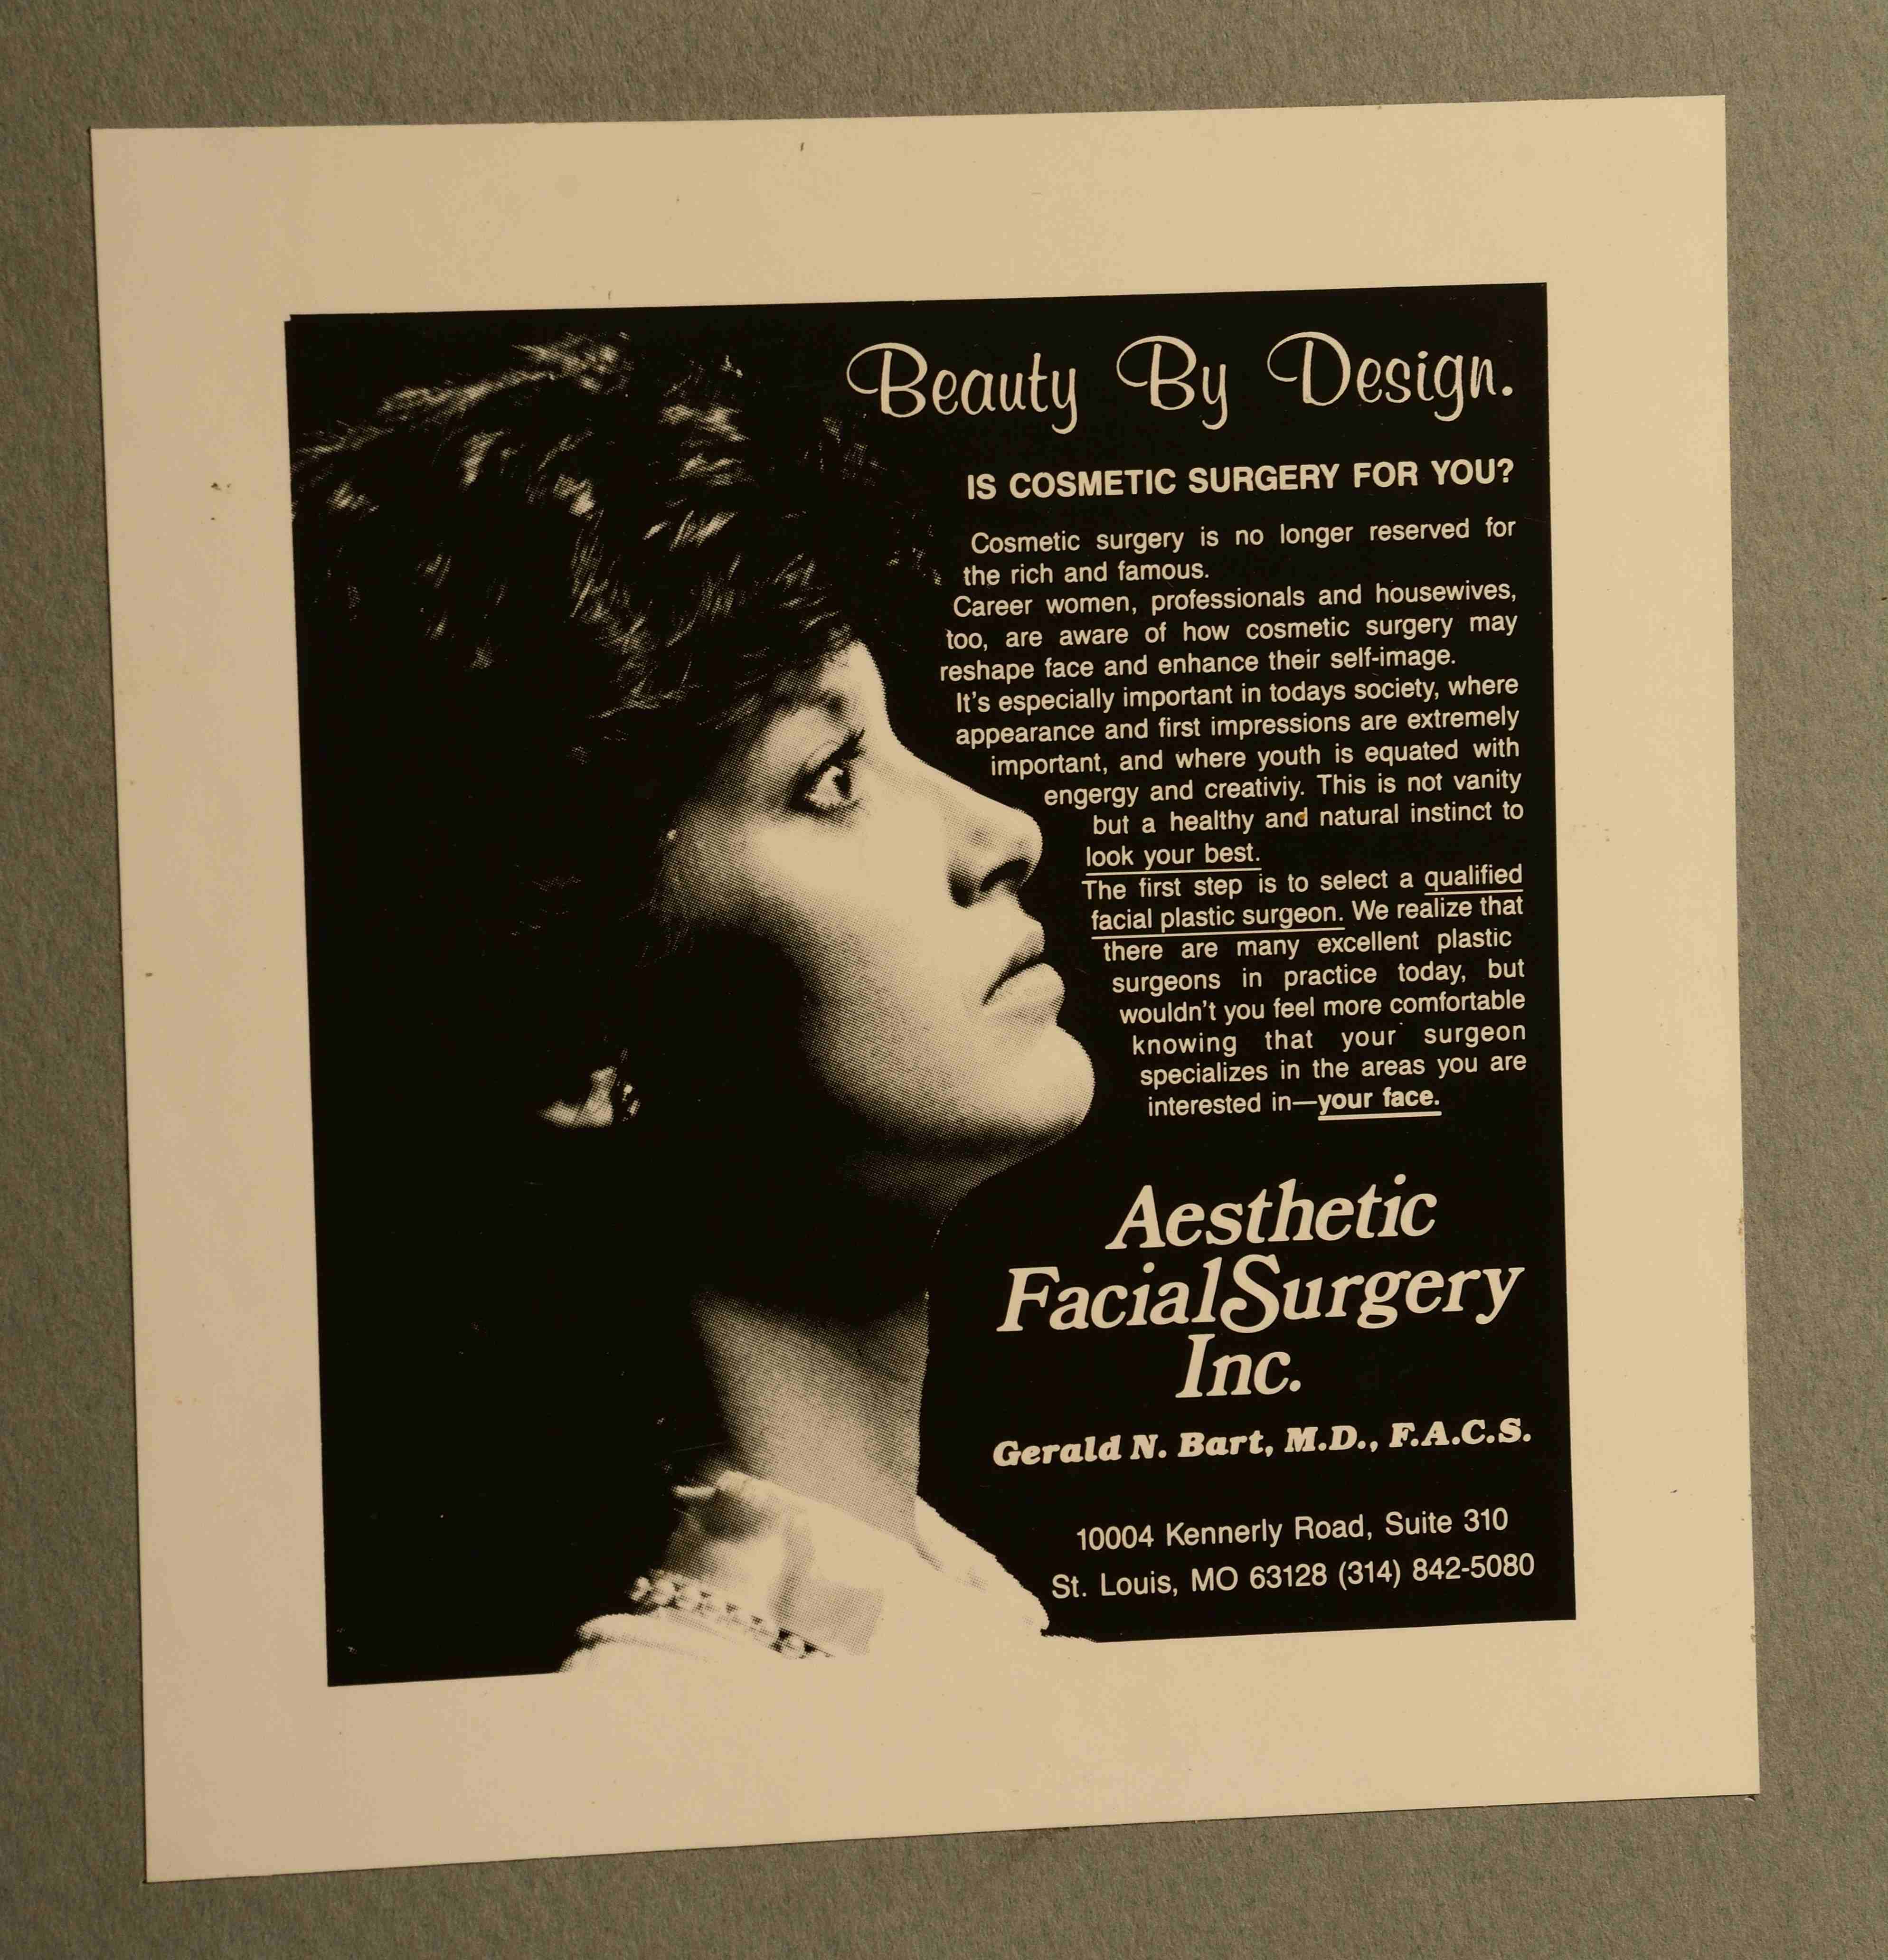 Beauty By Design.
IS COSMETIC SURGERY FOR YOU?
Cosmetic surgery is no longer reserved for
the rich and famous.
Career women, professionals and housewives,
too, are aware of how cosmetic surgery may
reshape face and enhance their self-image.
It's especially important in todays society, where
appearance and first impressions are extremely
important, and where youth is equated with
engergy and creativiy. This is not vanity
but a healthy and natural instinct to
look your best.
The first step is to select a qualified
facial plastic surgeon. We realize that
there are many excellent plastic
surgeons in practice today, but
wouldn't you feel more comfortable
knowing that your surgeon
specializes in the areas you are
interested in—your face.
Aesthetic
FacialSurgery
Inc.
Gerald N. Bart, M.D., F.A.C.S.
10004 Kennerly Road, Suite 310
St. Louis, MO 63128 (314) 842-5080